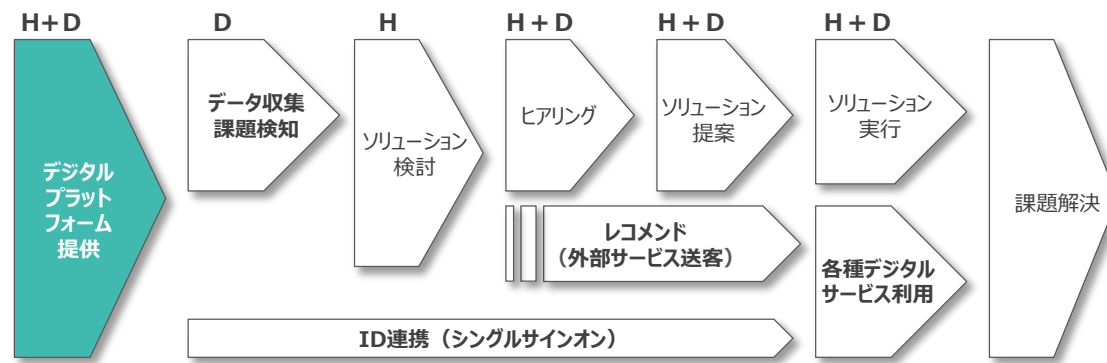 H+D
D
H
H+D
H+D
H+D
デジタル
プラット
フォーム
提供
データ収集
課題検知
ソリューション
検討
ヒアリング
ソリューション
提案
ソリューション
実行
課題解決
レコメンド
(外部サービス送客)
各種デジタル
サービス利用
ID連携(シングルサインオン)